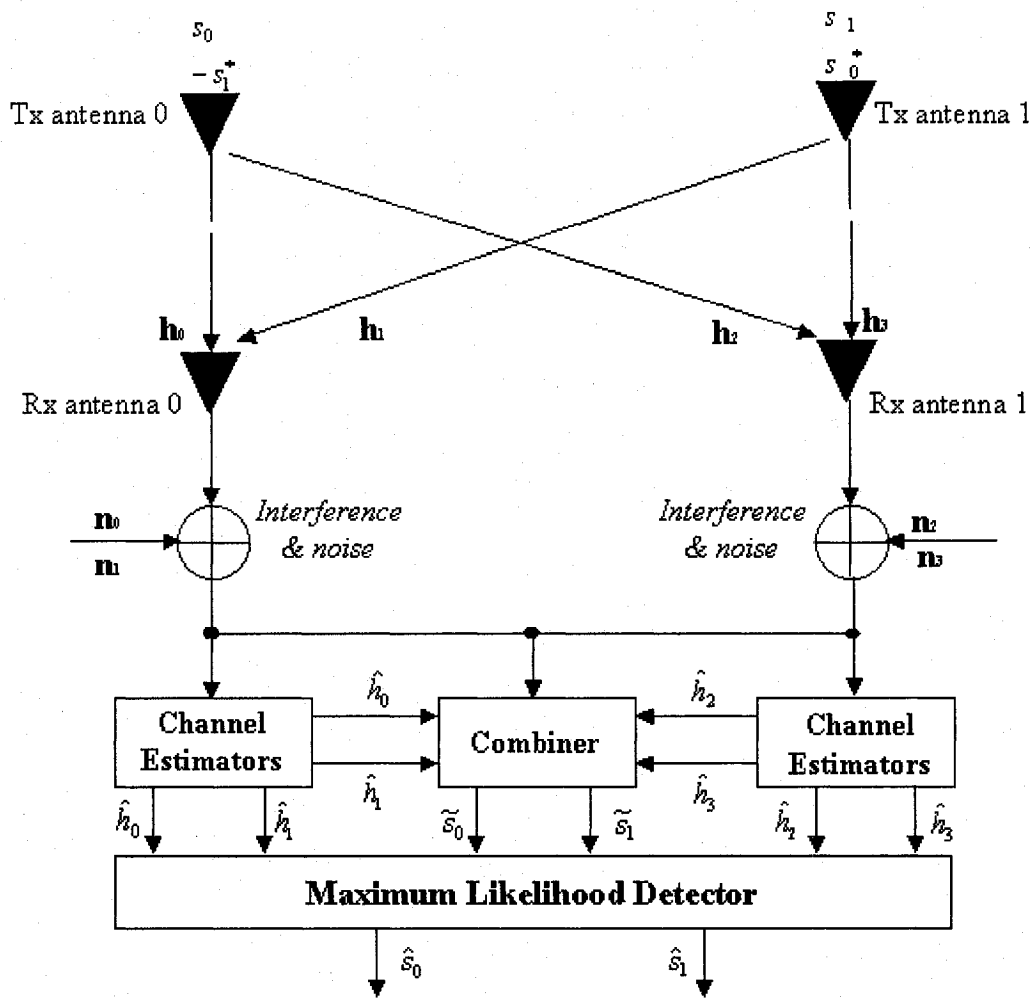 s₀
s ₁
− s₁*
s ₀*
Tx antenna 0
Tx antenna 1
h₀
h₁
h₂
h₃
Rx antenna 0
Rx antenna 1
n₀
n₁
Interference
& noise
Interference
& noise
n₂
n₃
Channel
Estimators
ĥ₀
ĥ₁
Combiner
ĥ₂
ĥ₃
Channel
Estimators
ĥ₀
ĥ₁
s̃₀
s̃₁
ĥ₂
ĥ₃
Maximum Likelihood Detector
ŝ₀
ŝ₁